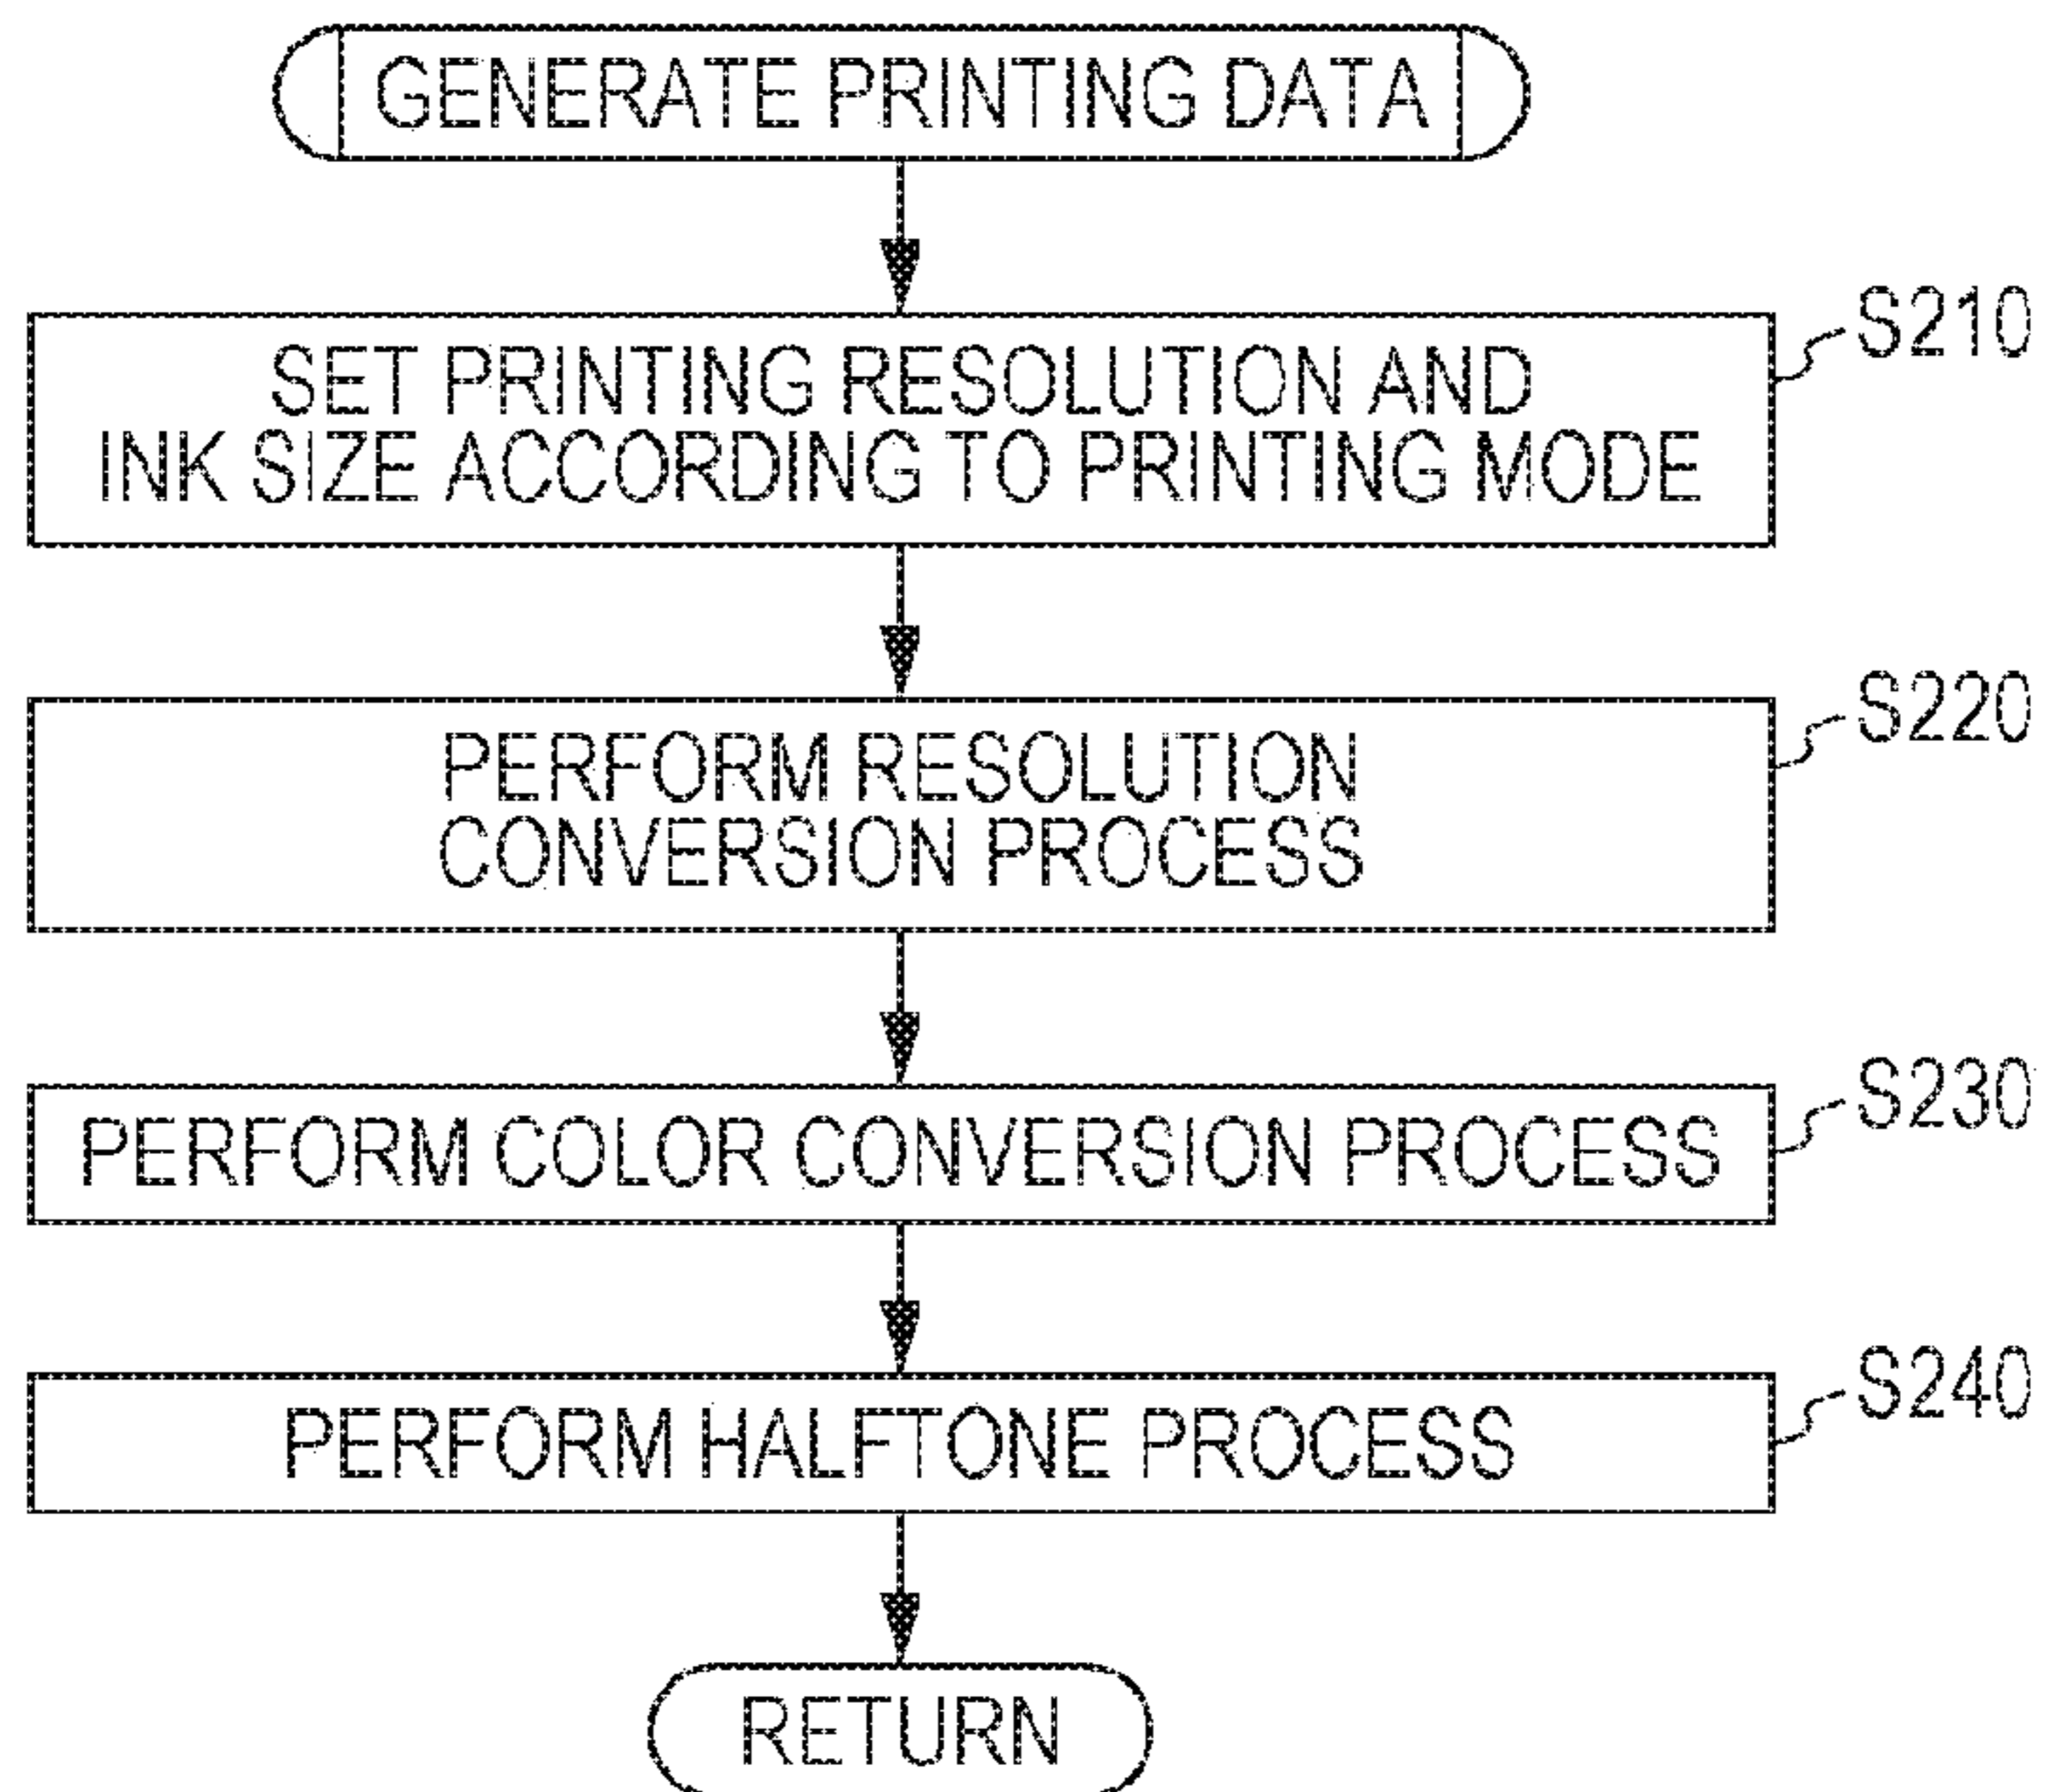 GENERATE PRINTING DATA
S210
SET PRINTING RESOLUTION AND
INK SIZE ACCORDING TO PRINTING MODE
S220
PERFORM RESOLUTION
CONVERSION PROCESS
S230
PERFORM COLOR CONVERSION PROCESS
S240
PERFORM HALFTONE PROCESS
RETURN